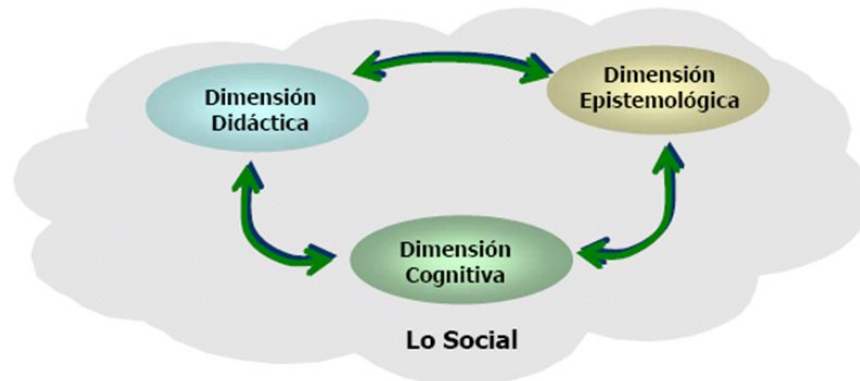 Dimensión
Didáctica
Dimensión
Epistemológica
Dimensión
Cognitiva
Lo Social